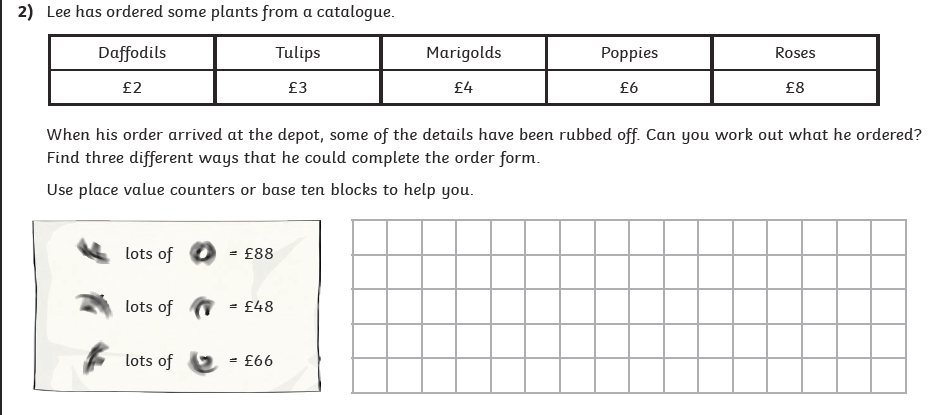 2) Lee has ordered some plants from a catalogue.
Daffodils Tulips Marigolds Poppies Roses
£2 £3 £4 £6 £8
When his order arrived at the depot, some of the details have been rubbed off. Can you work out what he ordered?
Find three different ways that he could complete the order form.
Use place value counters or base ten blocks to help you.
lots of = £88
lots of = £48
lots of = £66